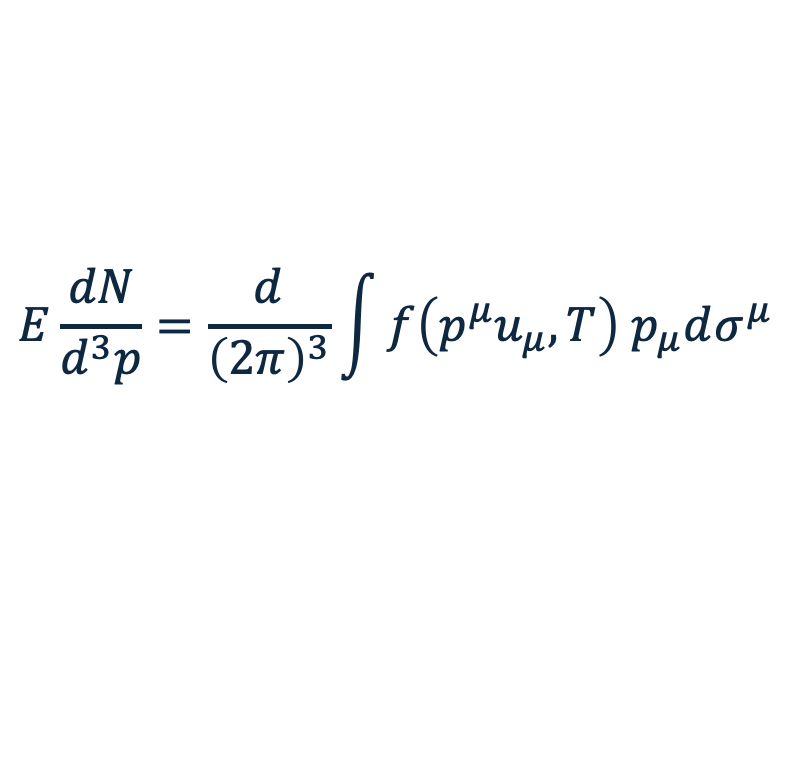 E dN/d³p = d/(2π)³ ∫ f(p^μ u_μ, T) p_μ dσ^μ